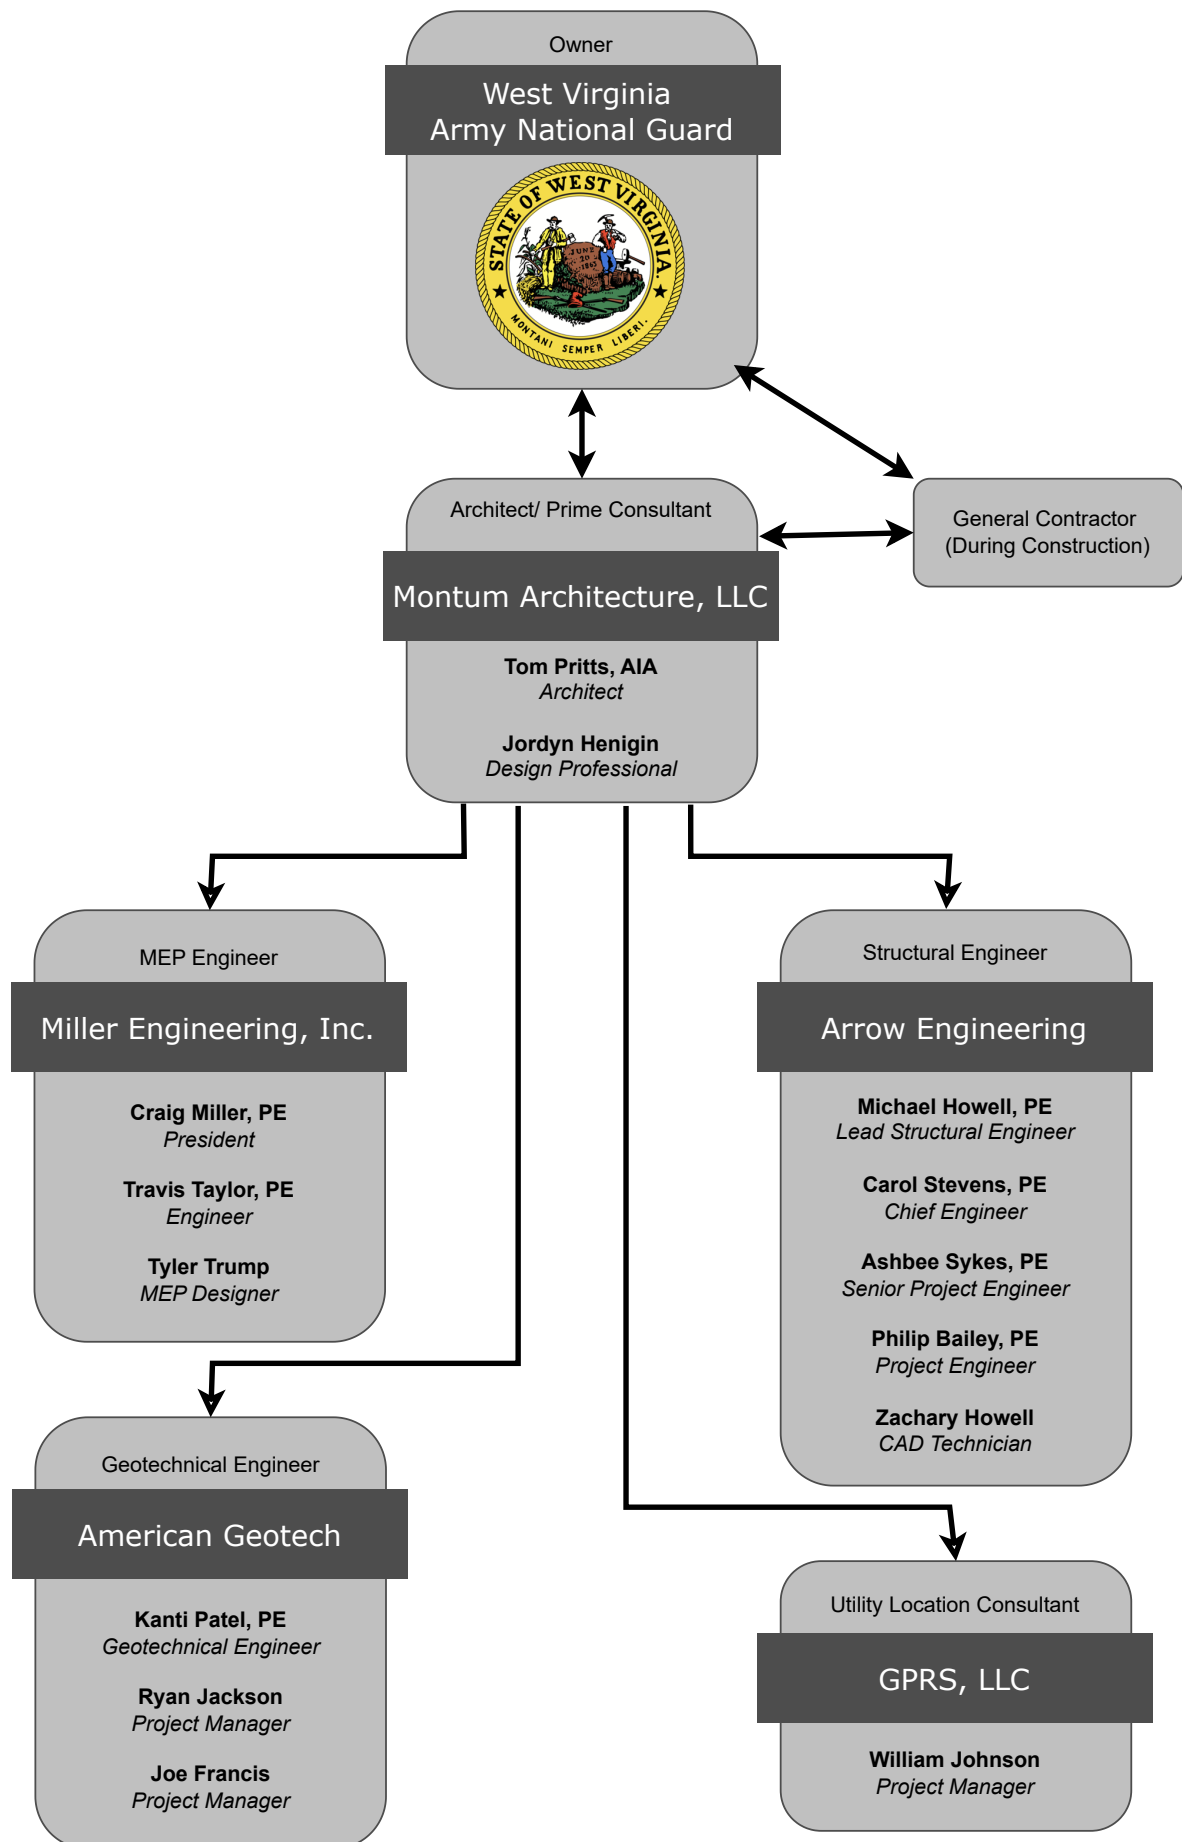 Owner
West Virginia
Army National Guard
STATE OF WEST VIRGINIA.
JUNE
20
1863
MONTANI SEMPER LIBERI.
Architect/ Prime Consultant
Montum Architecture, LLC
Tom Pritts, AIA
Architect
Jordyn Henigin
Design Professional
General Contractor
(During Construction)
MEP Engineer
Miller Engineering, Inc.
Craig Miller, PE
President
Travis Taylor, PE
Engineer
Tyler Trump
MEP Designer
Structural Engineer
Arrow Engineering
Michael Howell, PE
Lead Structural Engineer
Carol Stevens, PE
Chief Engineer
Ashbee Sykes, PE
Senior Project Engineer
Philip Bailey, PE
Project Engineer
Zachary Howell
CAD Technician
Geotechnical Engineer
American Geotech
Kanti Patel, PE
Geotechnical Engineer
Ryan Jackson
Project Manager
Joe Francis
Project Manager
Utility Location Consultant
GPRS, LLC
William Johnson
Project Manager